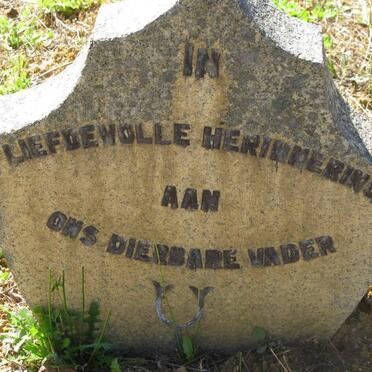 IN
LIEFDEVOLLE HERINNERING
AAN
ONS DIERBARE VADER